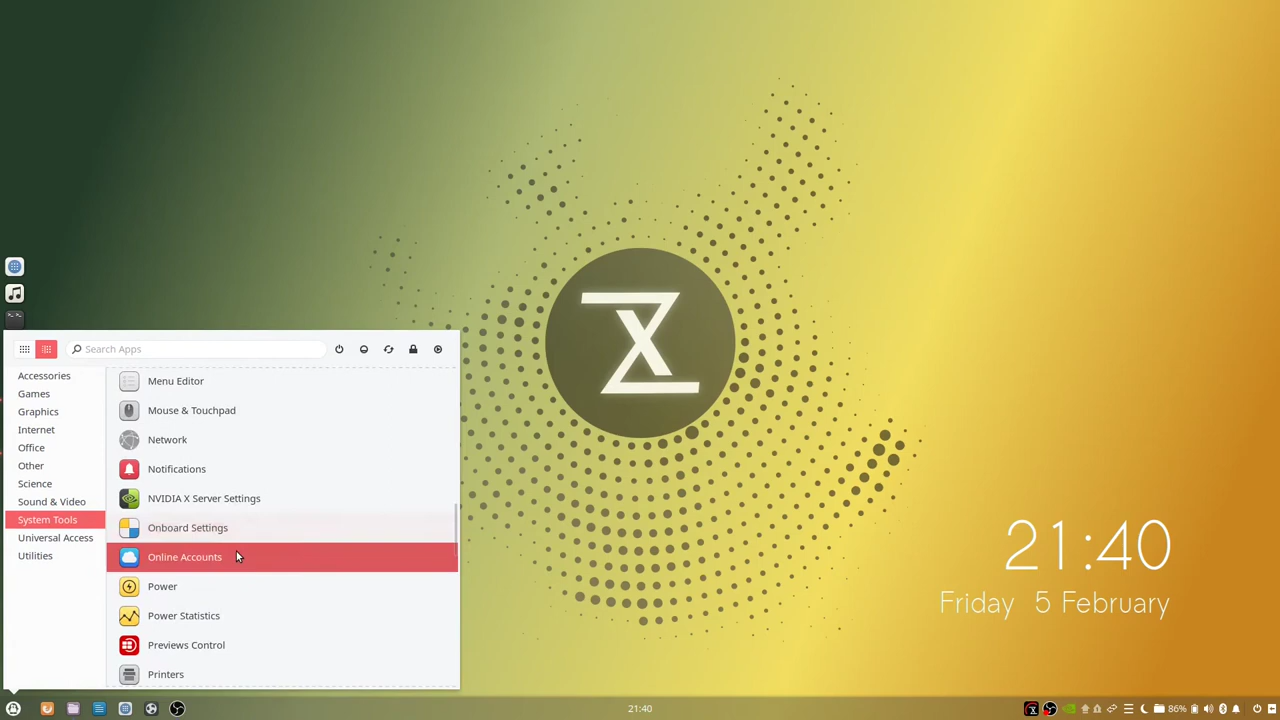 Search Apps
Accessories
Games
Graphics
Internet
Office
Other
Science
Sound & Video
System Tools
Universal Access
Utilities
Menu Editor
Mouse & Touchpad
Network
Notifications
NVIDIA X Server Settings
Onboard Settings
Online Accounts
Power
Power Statistics
Previews Control
Printers
21:40
Friday 5 February
21:40
86%